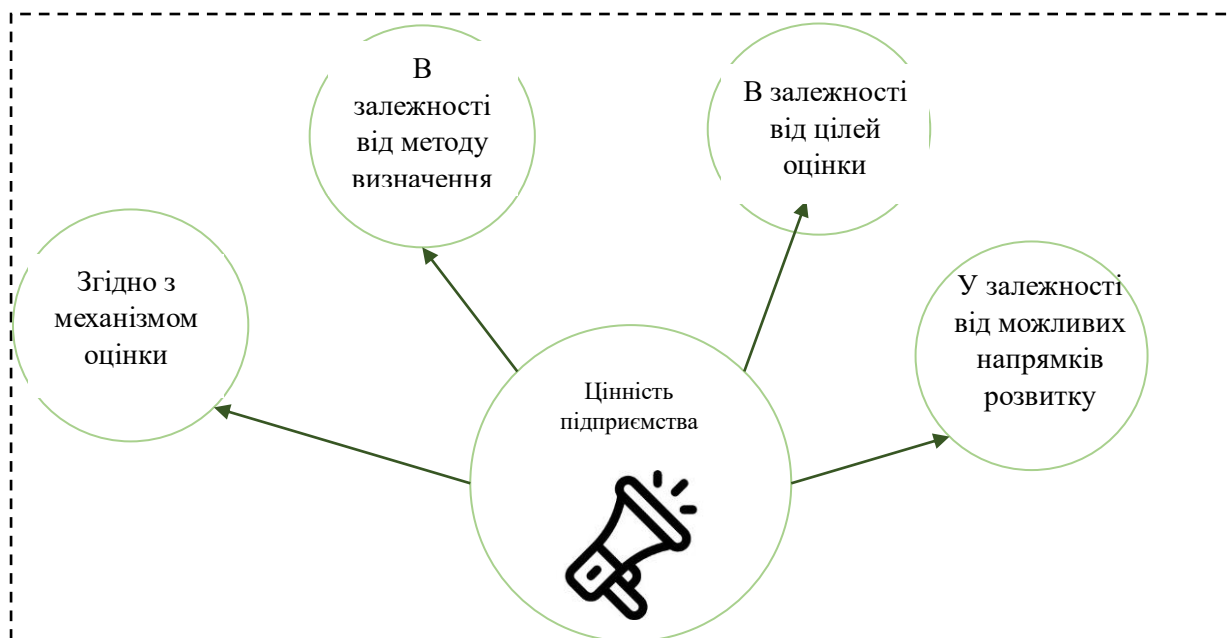 В
залежності
від методу
визначення
В залежності
від цілей
оцінки
Згідно з
механізмом
оцінки
У залежності
від можливих
напрямків
розвитку
Цінність
підприємства